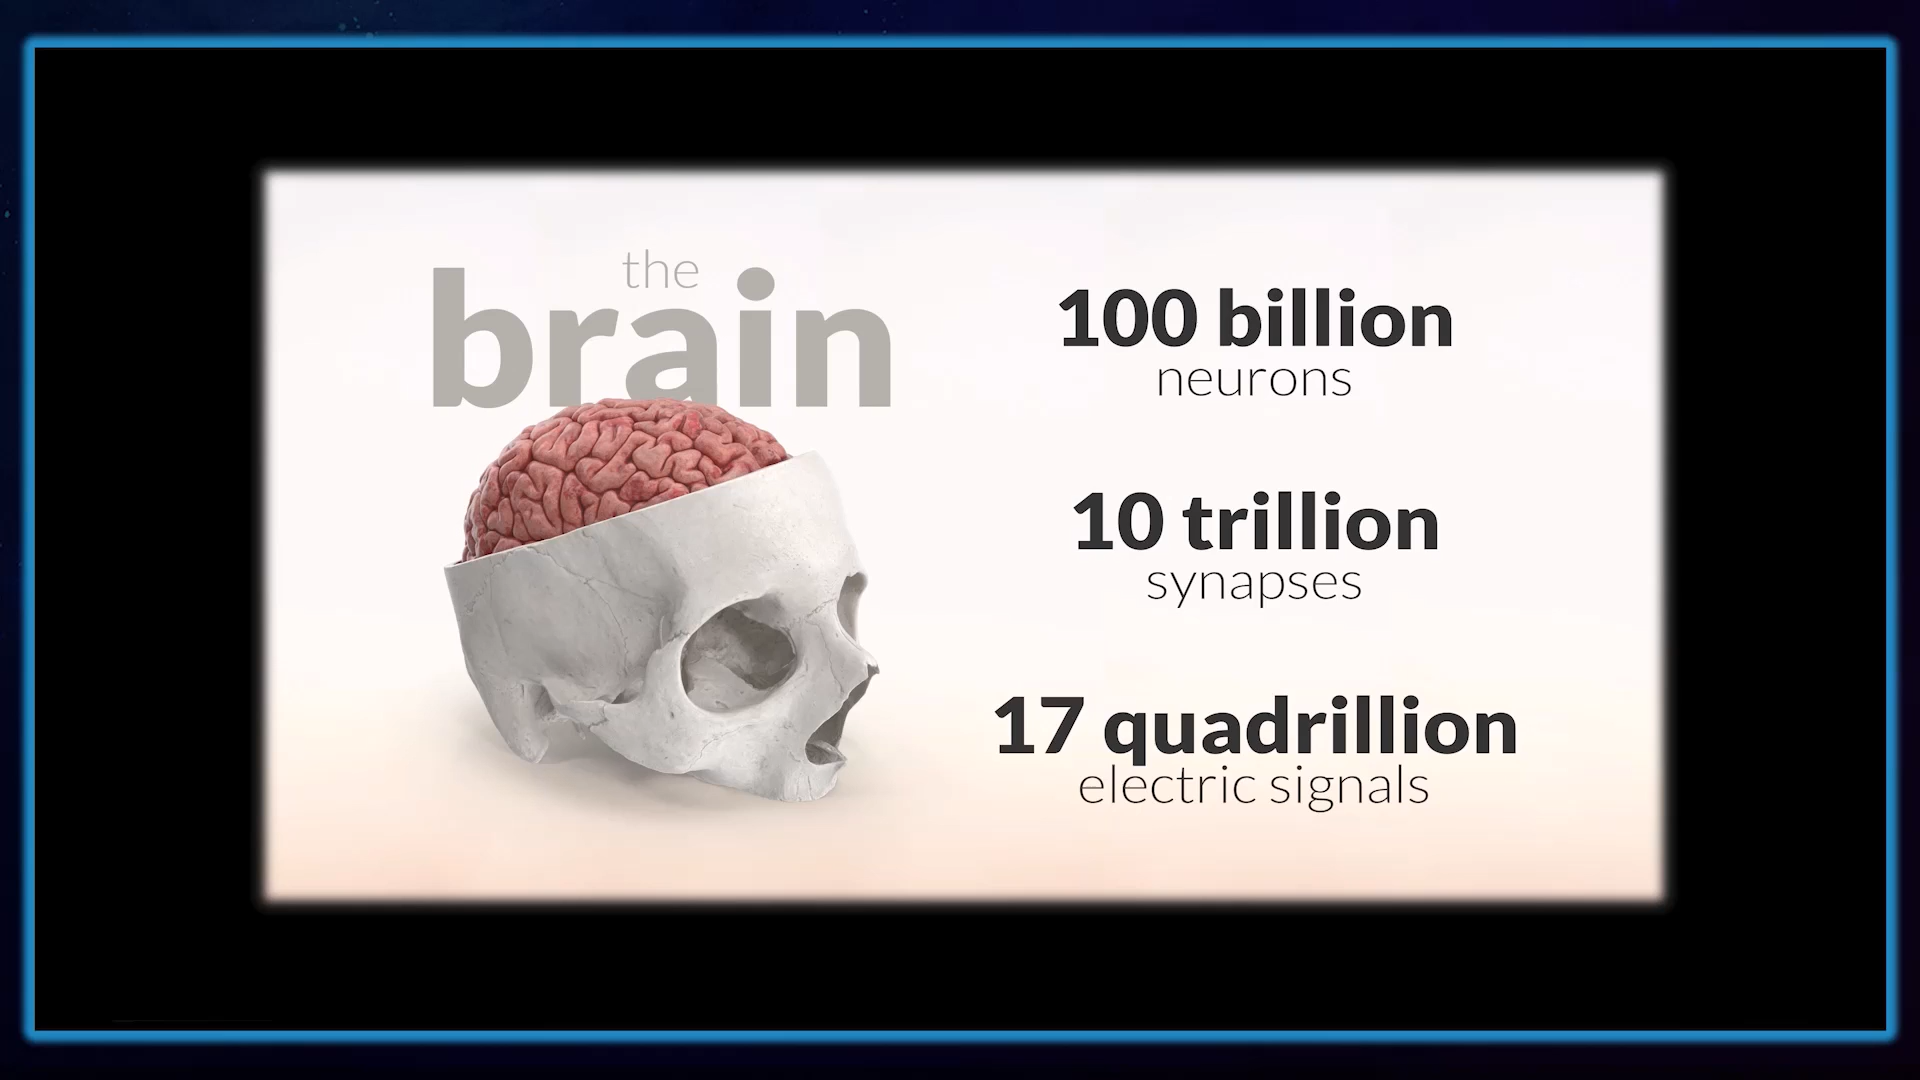 the
brain
100 billion
neurons
10 trillion
synapses
17 quadrillion
electric signals